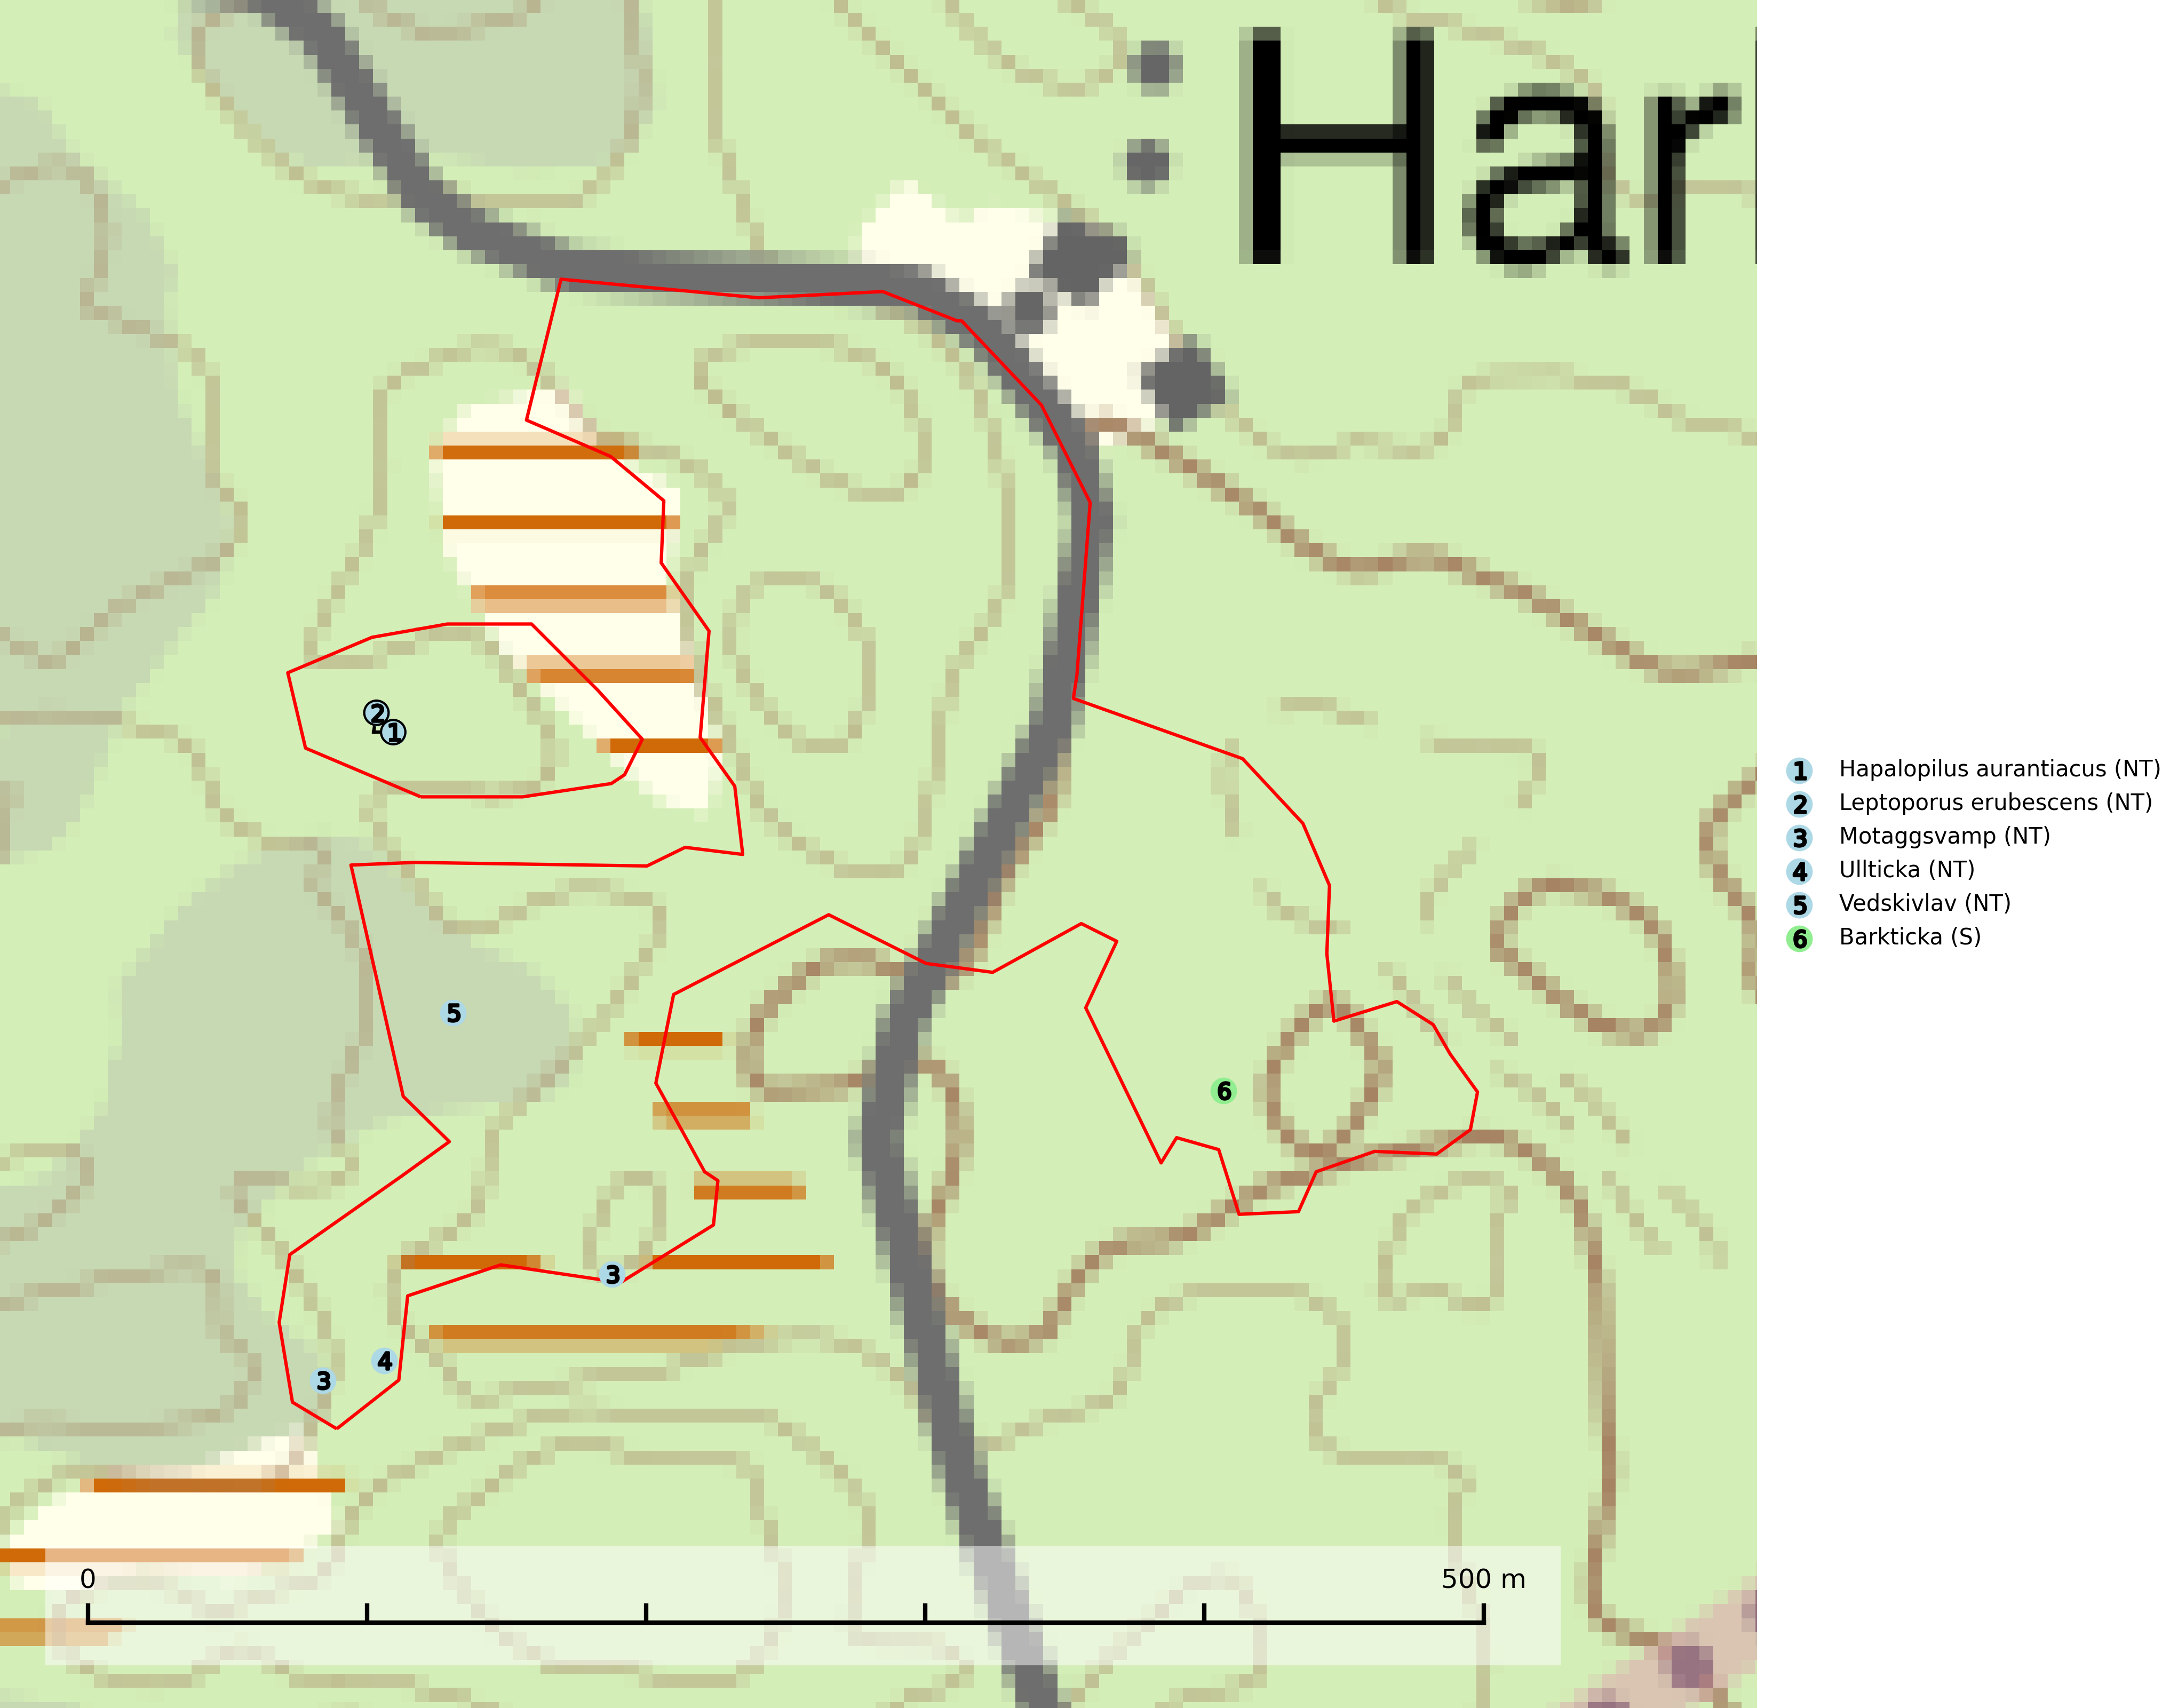 Har
2
1
5
6
3
4
3
0 500 m
1 Hapalopilus aurantiacus (NT)
2 Leptoporus erubescens (NT)
3 Motaggsvamp (NT)
4 Ullticka (NT)
5 Vedskivlav (NT)
6 Barkticka (S)